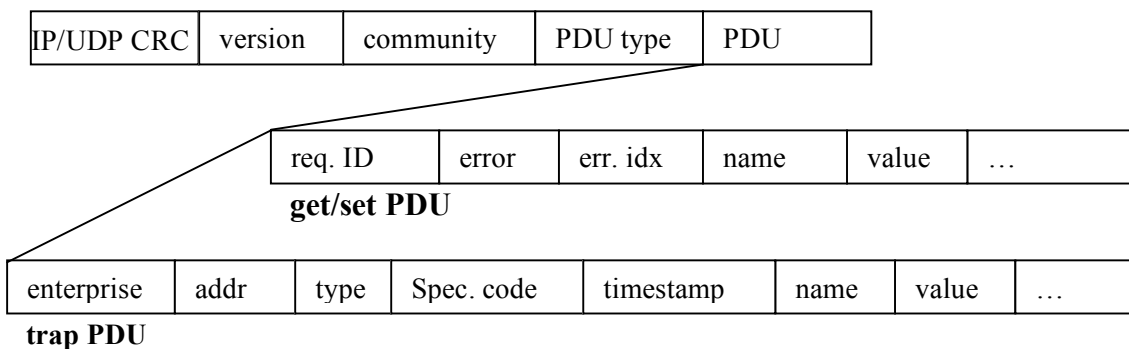 IP/UDP CRC version community PDU type PDU
req. ID error err. idx name value …
get/set PDU
enterprise addr type Spec. code timestamp name value …
trap PDU